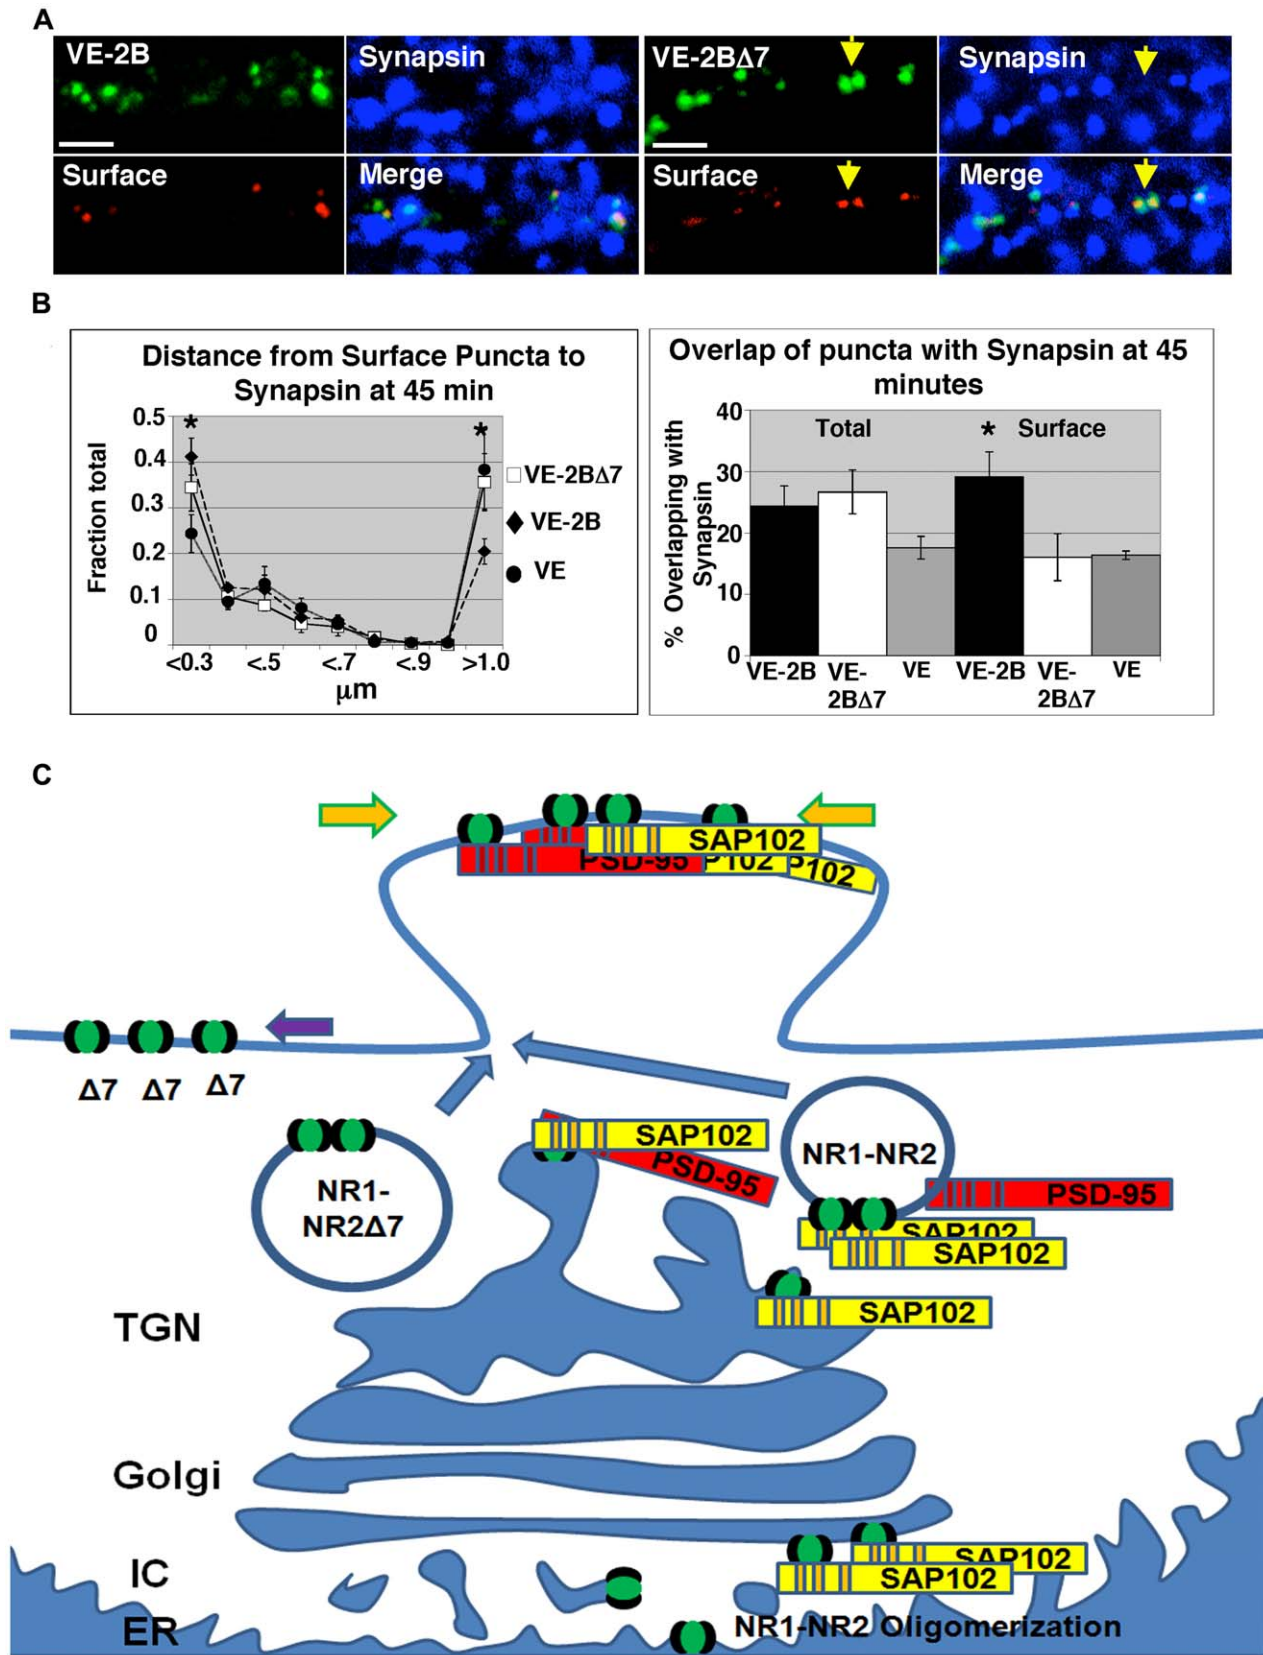 A
VE-2B
Synapsin
VE-2BΔ7
Synapsin
Surface
Merge
Surface
Merge
B
Distance from Surface Puncta to
Synapsin at 45 min
Fraction total
0.5
0.4
0.3
0.2
0.1
0
*
*
<0.3
<.5
<.7
<.9
>1.0
μm
VE-2BΔ7
VE-2B
VE
Overlap of puncta with Synapsin at 45
minutes
% Overlapping with
Synapsin
40
30
20
10
0
Total
* Surface
VE-2B
VE-
2BΔ7
VE
VE-2B
VE-
2BΔ7
VE
C
SAP102
PSD-95
P102
P102
Δ7
Δ7
Δ7
SAP102
PSD-95
NR1-
NR2Δ7
NR1-NR2
PSD-95
SAP102
SAP102
SAP102
TGN
Golgi
SAP102
SAP102
IC
ER
NR1-NR2 Oligomerization